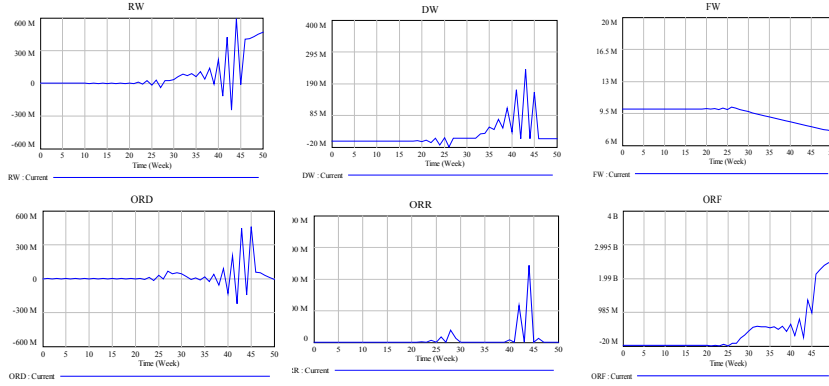 RW
600 M
300 M
0
-300 M
-600 M
0 5 10 15 20 25 30 35 40 45 50
Time (Week)
RW : Current
DW
400 M
295 M
190 M
85 M
-20 M
0 5 10 15 20 25 30 35 40 45 50
Time (Week)
DW : Current
FW
20 M
16.5 M
13 M
9.5 M
6 M
0 5 10 15 20 25 30 35 40 45
Time (Week)
FW : Current
ORD
600 M
300 M
0
-300 M
-600 M
0 5 10 15 20 25 30 35 40 45 50
Time (Week)
ORD : Current
ORR
00 M
00 M
00 M
0
0 5 10 15 20 25 30 35 40 45 50
Time (Week)
RR : Current
ORF
4 B
2.995 B
1.99 B
985 M
-20 M
0 5 10 15 20 25 30 35 40 45
Time (Week)
ORF : Current